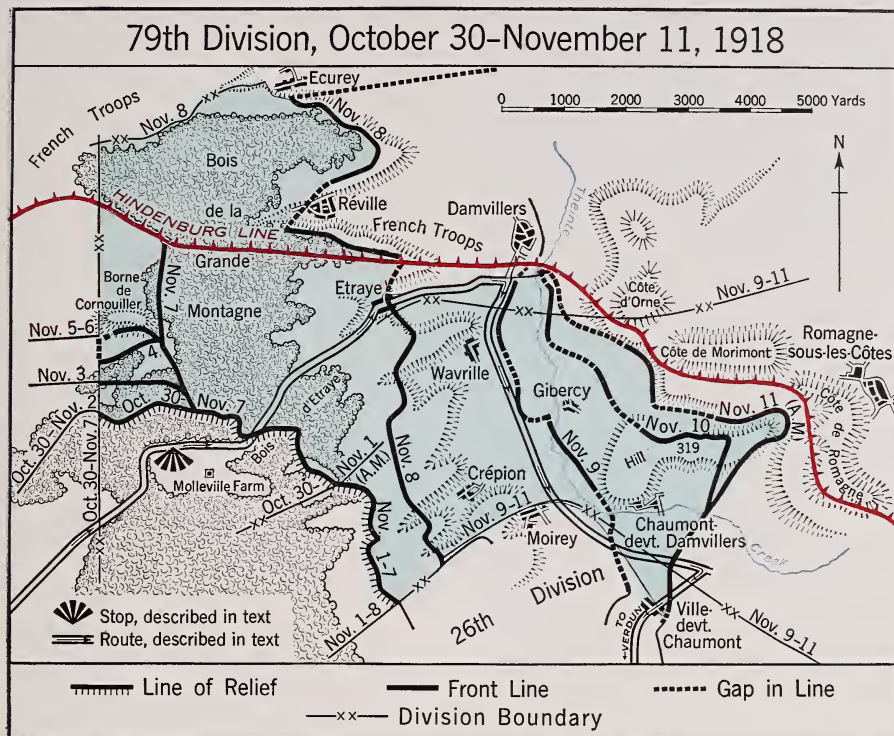 79th Division, October 30–November 11, 1918
Ecurey
French Troops
Nov. 8
Nov. 8
0 1000 2000 3000 4000 5000 Yards
N
Bois
de la
Grande
Montagne
Réville
HINDENBURG LINE
French Troops
Damvillers
Theinte
Nov. 7
Borne
de
Cornouiller
Etraye
Côte
d'Orne
Nov. 9-11
Nov. 5-6
4
Wavrille
Côte de Morimont
Romagne-
sous-les-Côtes
Nov. 3
Gibercy
Oct. 30-Nov. 2
Oct. 30
Nov. 7
d'Etraye
Bois
Nov. 11
(A.M.)
Nov. 10
Côte de Romagne
Oct. 30-Nov. 7
Oct. 30-Nov. 1
(A.M.)
Nov. 8
Nov. 9
Hill
319
Molleville Farm
Crépion
Nov. 1-7
Nov. 9-11
Moirey
Chaumont-
devt. Damvillers
Creek
Nov. 1-8
26th Division
TO
VERDUN
Ville-
devt.
Chaumont
Nov. 9-11
Stop, described in text
Route, described in text
Line of Relief
Front Line
Gap in Line
xx Division Boundary